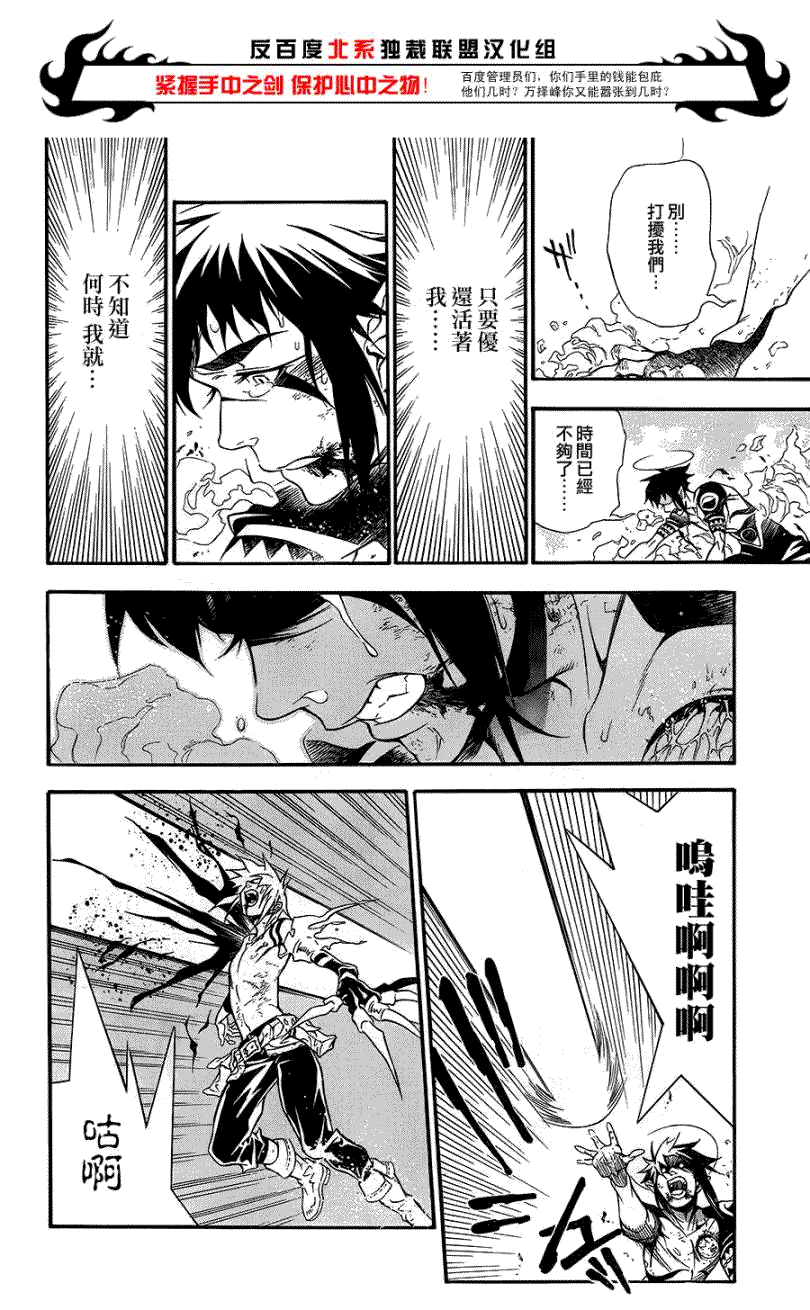 反百度北系独裁联盟汉化组
紧握手中之剑 保护心中之物！
百度管理员们，你们手里的钱能包庇
他们几时？万择峰你又能嚣张到几时？
別……
打擾我們…
時間已經
不夠了……
只要優
還活著
我……
不知道
何時 我就…
嗚哇啊啊啊
咕啊